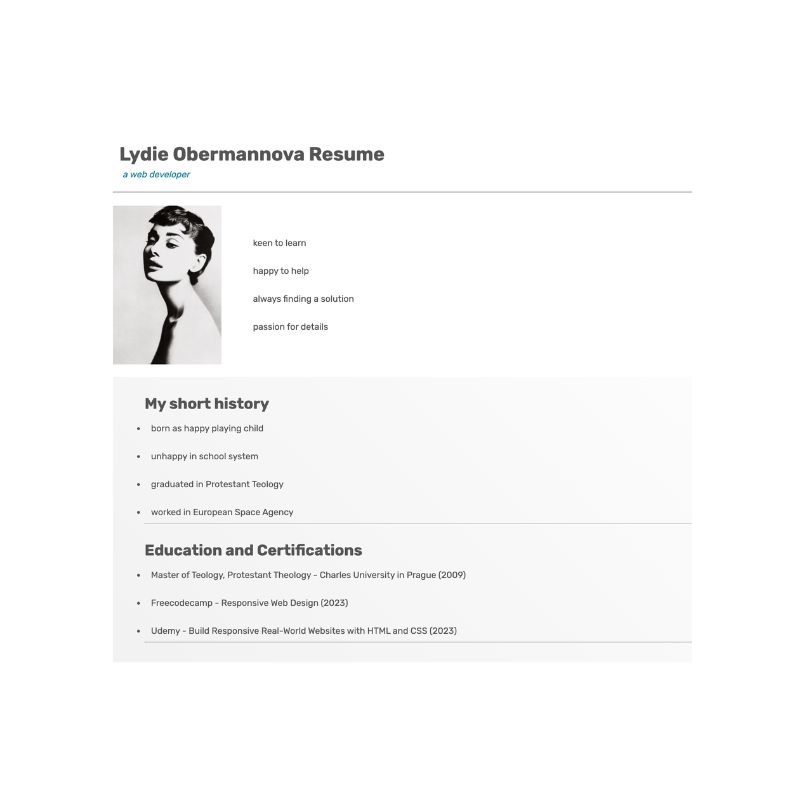 Lydie Obermannova Resume
a web developer
keen to learn
happy to help
always finding a solution
passion for details
My short history
born as happy playing child
unhappy in school system
graduated in Protestant Teology
worked in European Space Agency
Education and Certifications
Master of Teology, Protestant Theology - Charles University in Prague (2009)
Freecodecamp - Responsive Web Design (2023)
Udemy - Build Responsive Real-World Websites with HTML and CSS (2023)